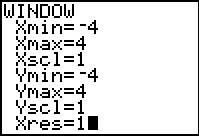 WINDOW
Xmin=-4
Xmax=4
Xscl=1
Ymin=-4
Ymax=4
Yscl=1
Xres=1